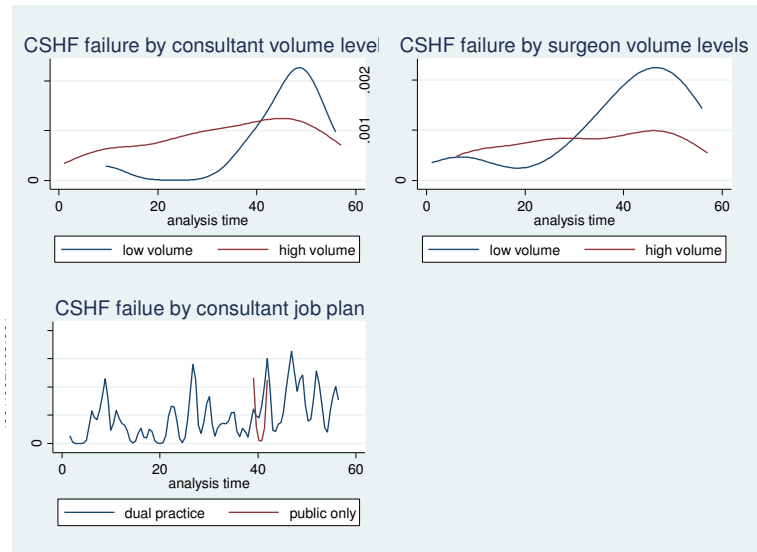 CSHF failure by consultant volume level
0
0 20 40 60
analysis time
low volume high volume
CSHF failure by surgeon volume levels
0 .001 .002
0 20 40 60
analysis time
low volume high volume
CSHF failue by consultant job plan
0
0 20 40 60
analysis time
dual practice public only